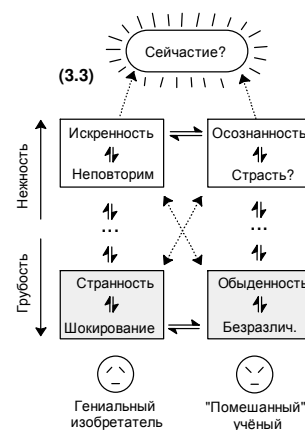 Сейчастие?
(3.3)
Искренность
Осознанность
Неповторим
Страсть?
Нежность
...
...
Грубость
Странность
Обыденность
Шокирование
Безразлич.
Гениальный
изобретатель
"Помешанный"
учёный